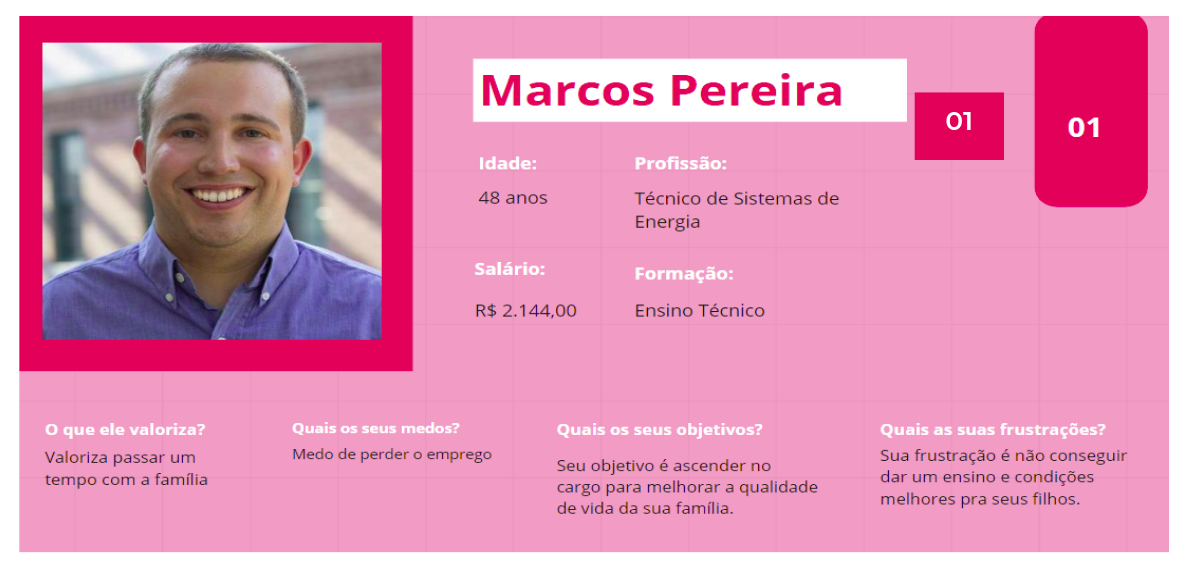 Marcos Pereira
01
01
Idade:
48 anos
Profissão:
Técnico de Sistemas de
Energia
Salário:
R$ 2.144,00
Formação:
Ensino Técnico
O que ele valoriza?
Valoriza passar um
tempo com a família
Quais os seus medos?
Medo de perder o emprego
Quais os seus objetivos?
Seu objetivo é ascender no
cargo para melhorar a qualidade
de vida da sua família.
Quais as suas frustrações?
Sua frustração é não conseguir
dar um ensino e condições
melhores pra seus filhos.